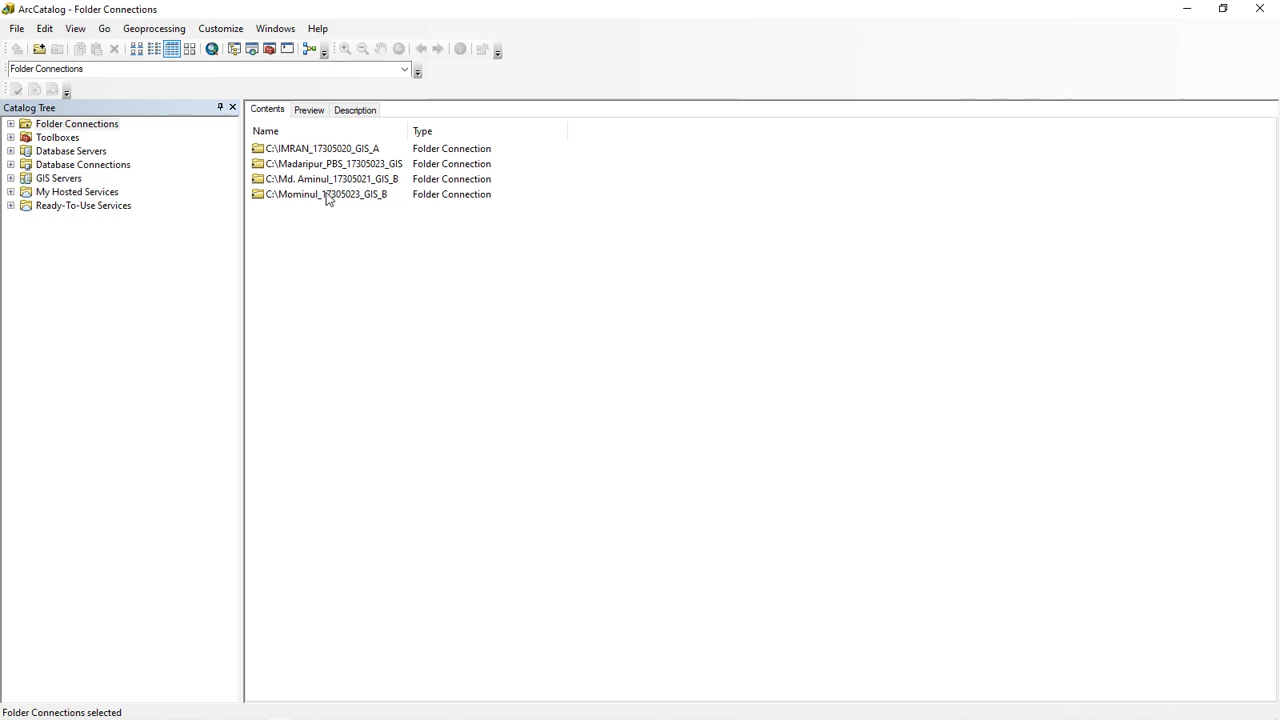 ArcCatalog - Folder Connections
File Edit View Go Geoprocessing Customize Windows Help
Folder Connections
Catalog Tree
Folder Connections
Toolboxes
Database Servers
Database Connections
GIS Servers
My Hosted Services
Ready-To-Use Services
Contents Preview Description
Name Type
C:\IMRAN_17305020_GIS_A Folder Connection
C:\Madaripur_PBS_17305023_GIS Folder Connection
C:\Md. Aminul_17305021_GIS_B Folder Connection
C:\Mominul_17305023_GIS_B Folder Connection
Folder Connections selected